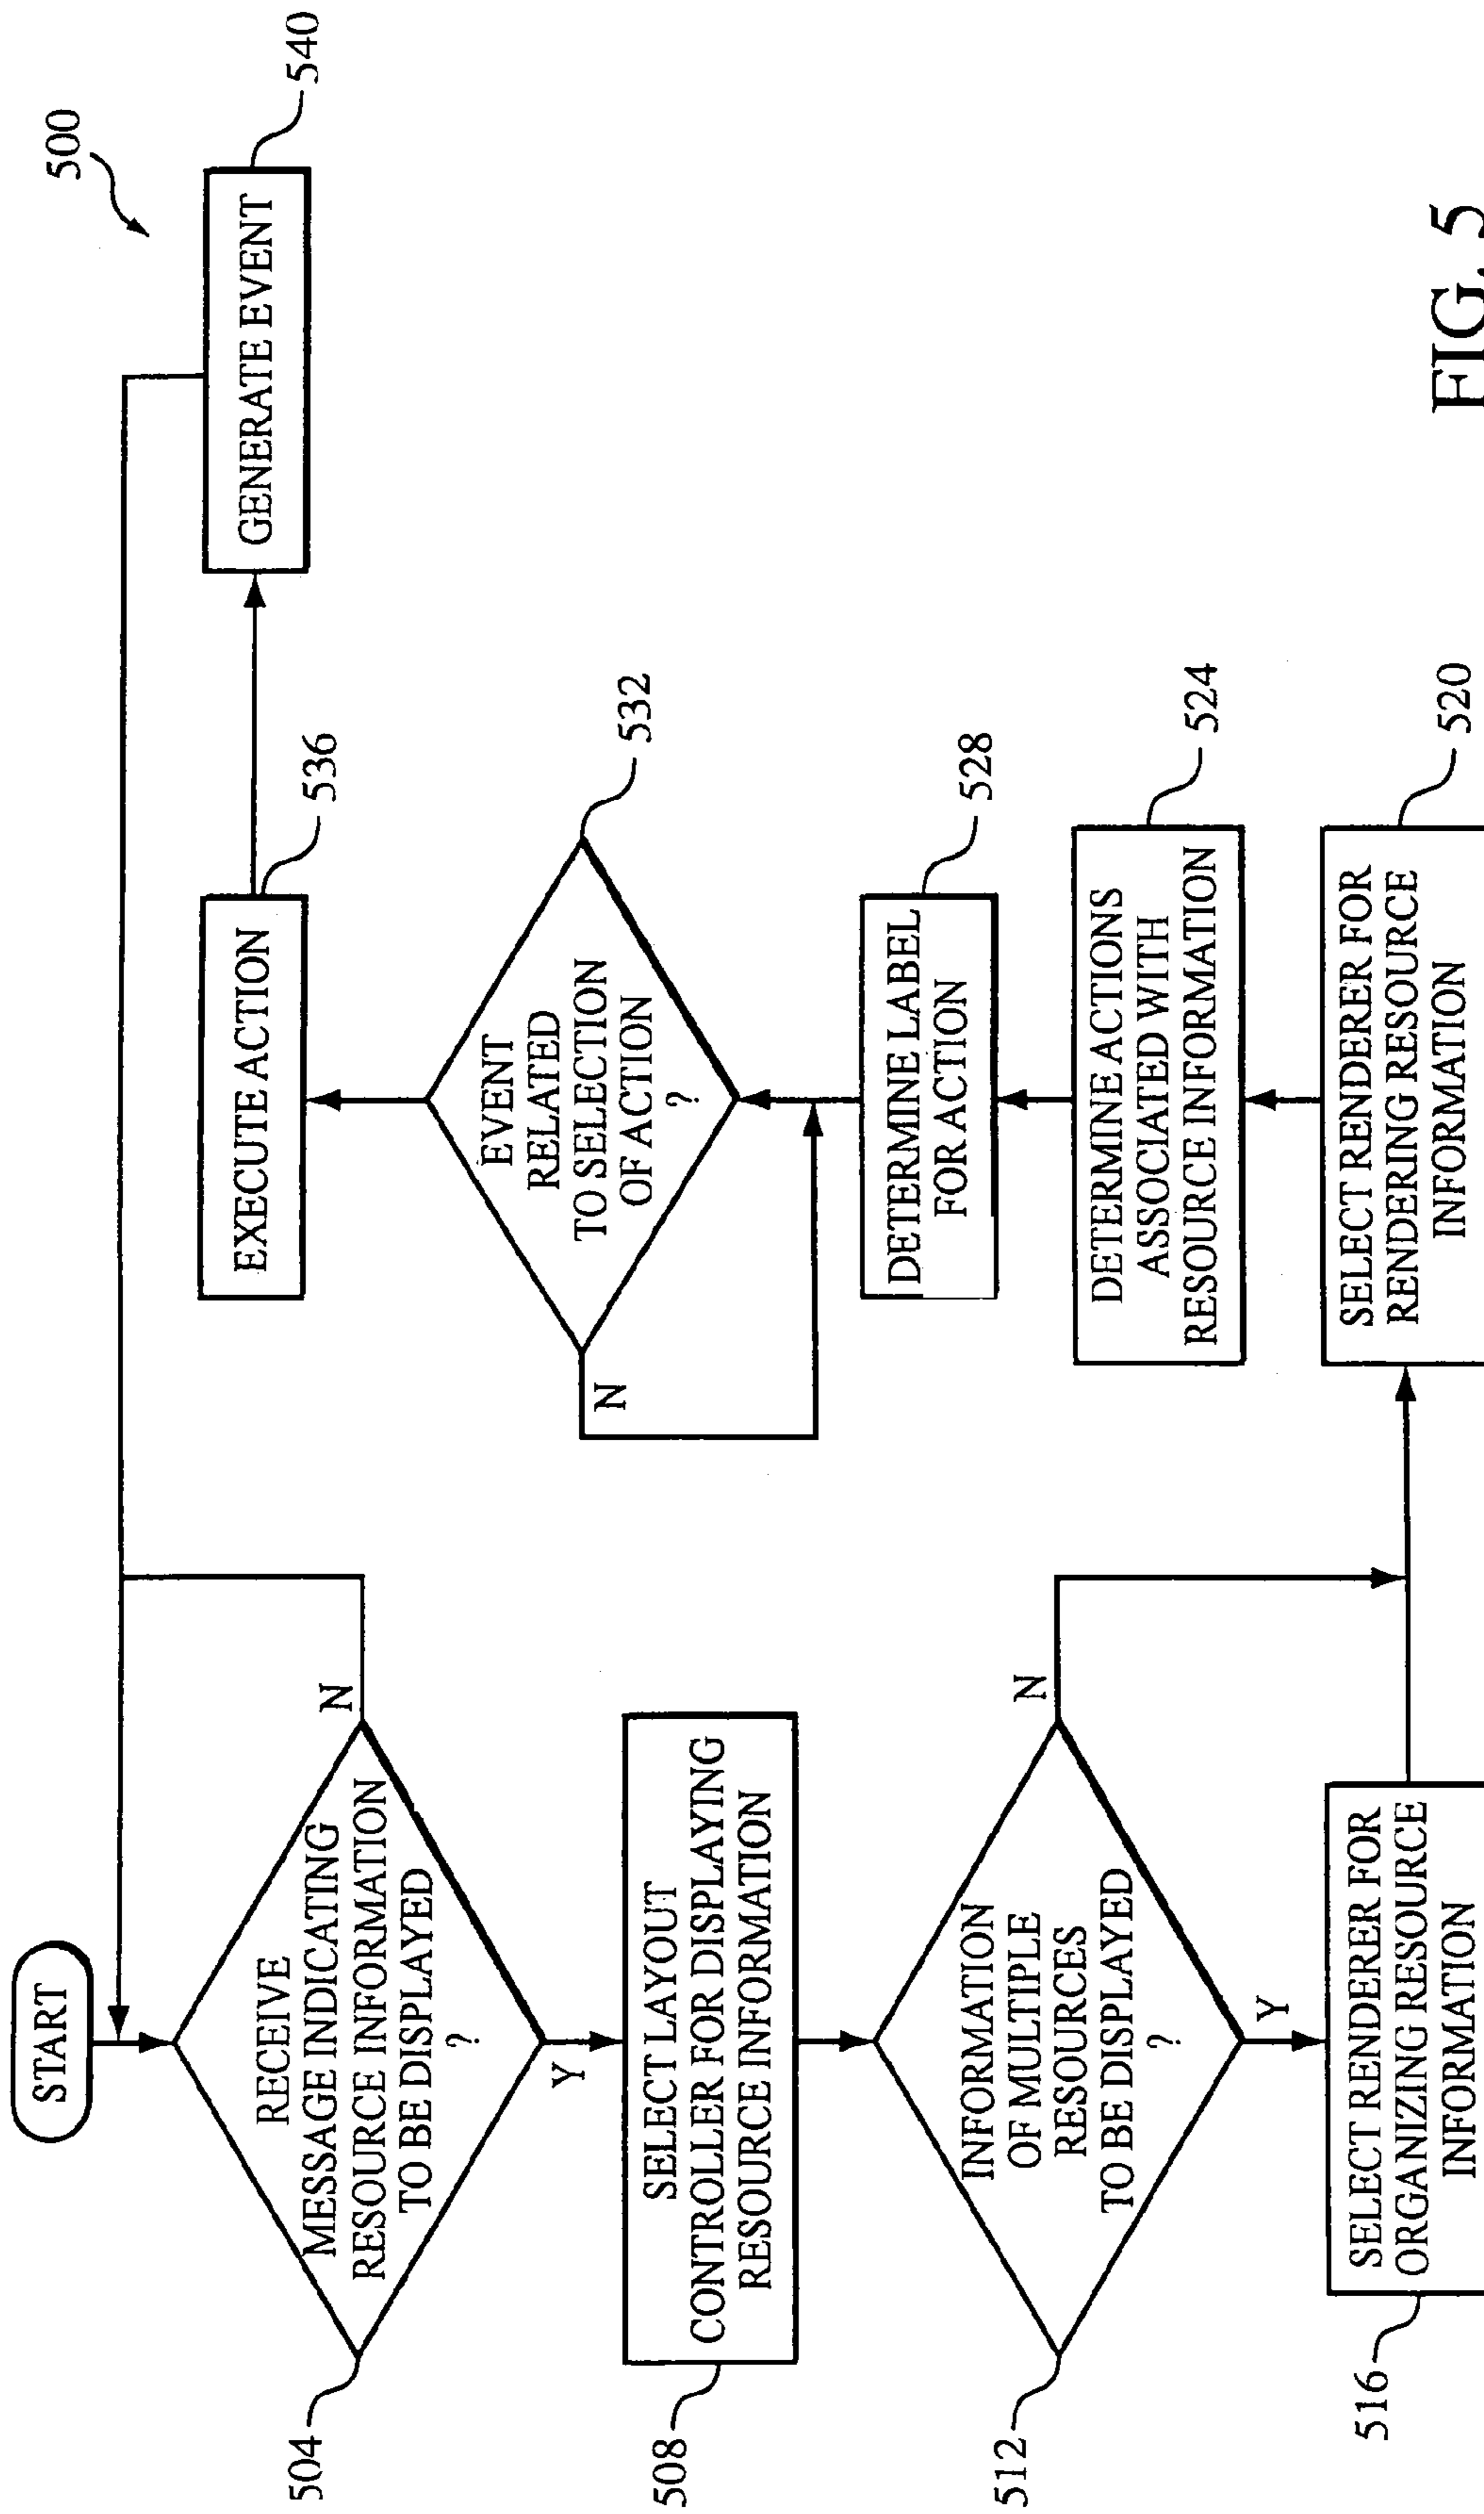 500
START
504
RECEIVE
MESSAGE INDICATING
RESOURCE INFORMATION
TO BE DISPLAYED
?
N
Y
508
SELECT LAYOUT
CONTROLLER FOR DISPLAYING
RESOURCE INFORMATION
512
INFORMATION
OF MULTIPLE
RESOURCES
TO BE DISPLAYED
?
N
Y
516
SELECT RENDERER FOR
ORGANIZING RESOURCE
INFORMATION
SELECT RENDERER FOR
RENDERING RESOURCE
INFORMATION
520
DETERMINE ACTIONS
ASSOCIATED WITH
RESOURCE INFORMATION
524
DETERMINE LABEL
FOR ACTION
528
EVENT
RELATED
TO SELECTION
OF ACTION
?
N
532
EXECUTE ACTION
536
GENERATE EVENT
540
FIG. 5